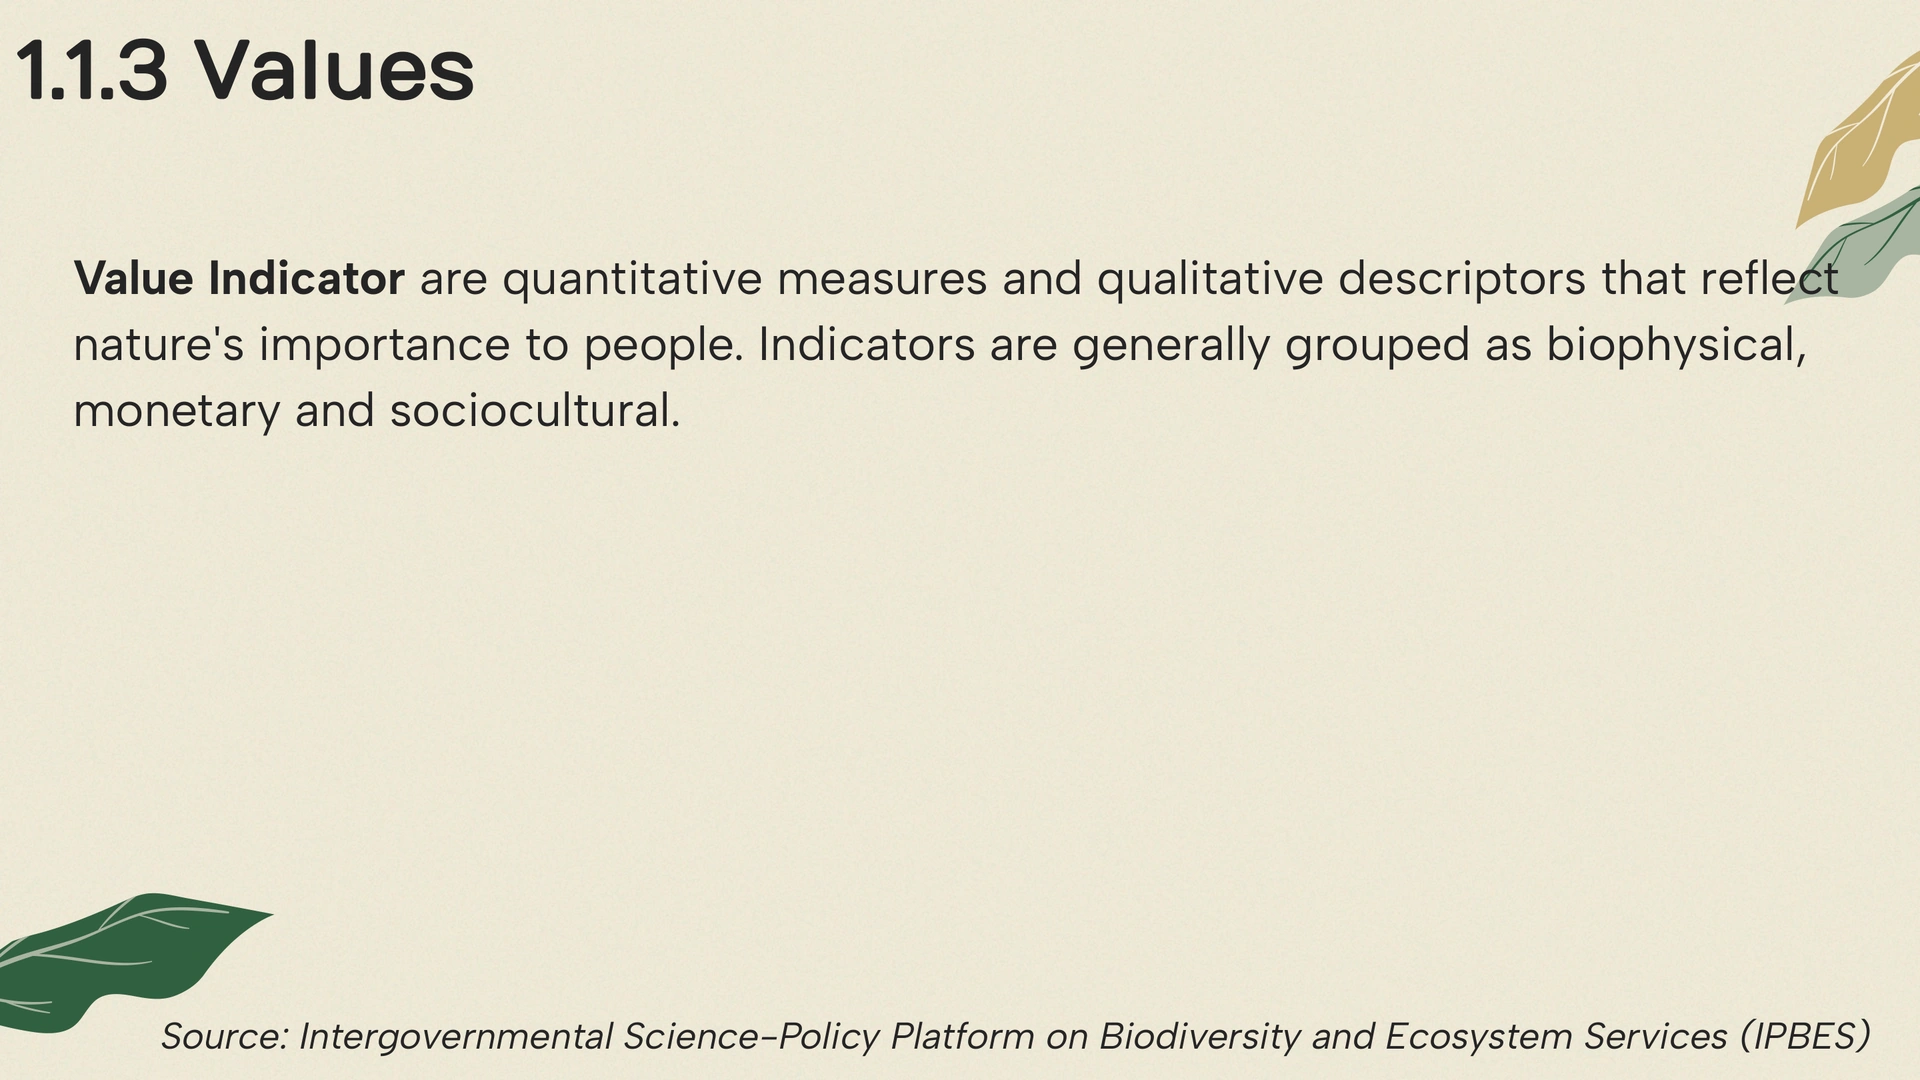 1.1.3 Values
Value Indicator are quantitative measures and qualitative descriptors that reflect
nature's importance to people. Indicators are generally grouped as biophysical,
monetary and sociocultural.
Source: Intergovernmental Science-Policy Platform on Biodiversity and Ecosystem Services (IPBES)